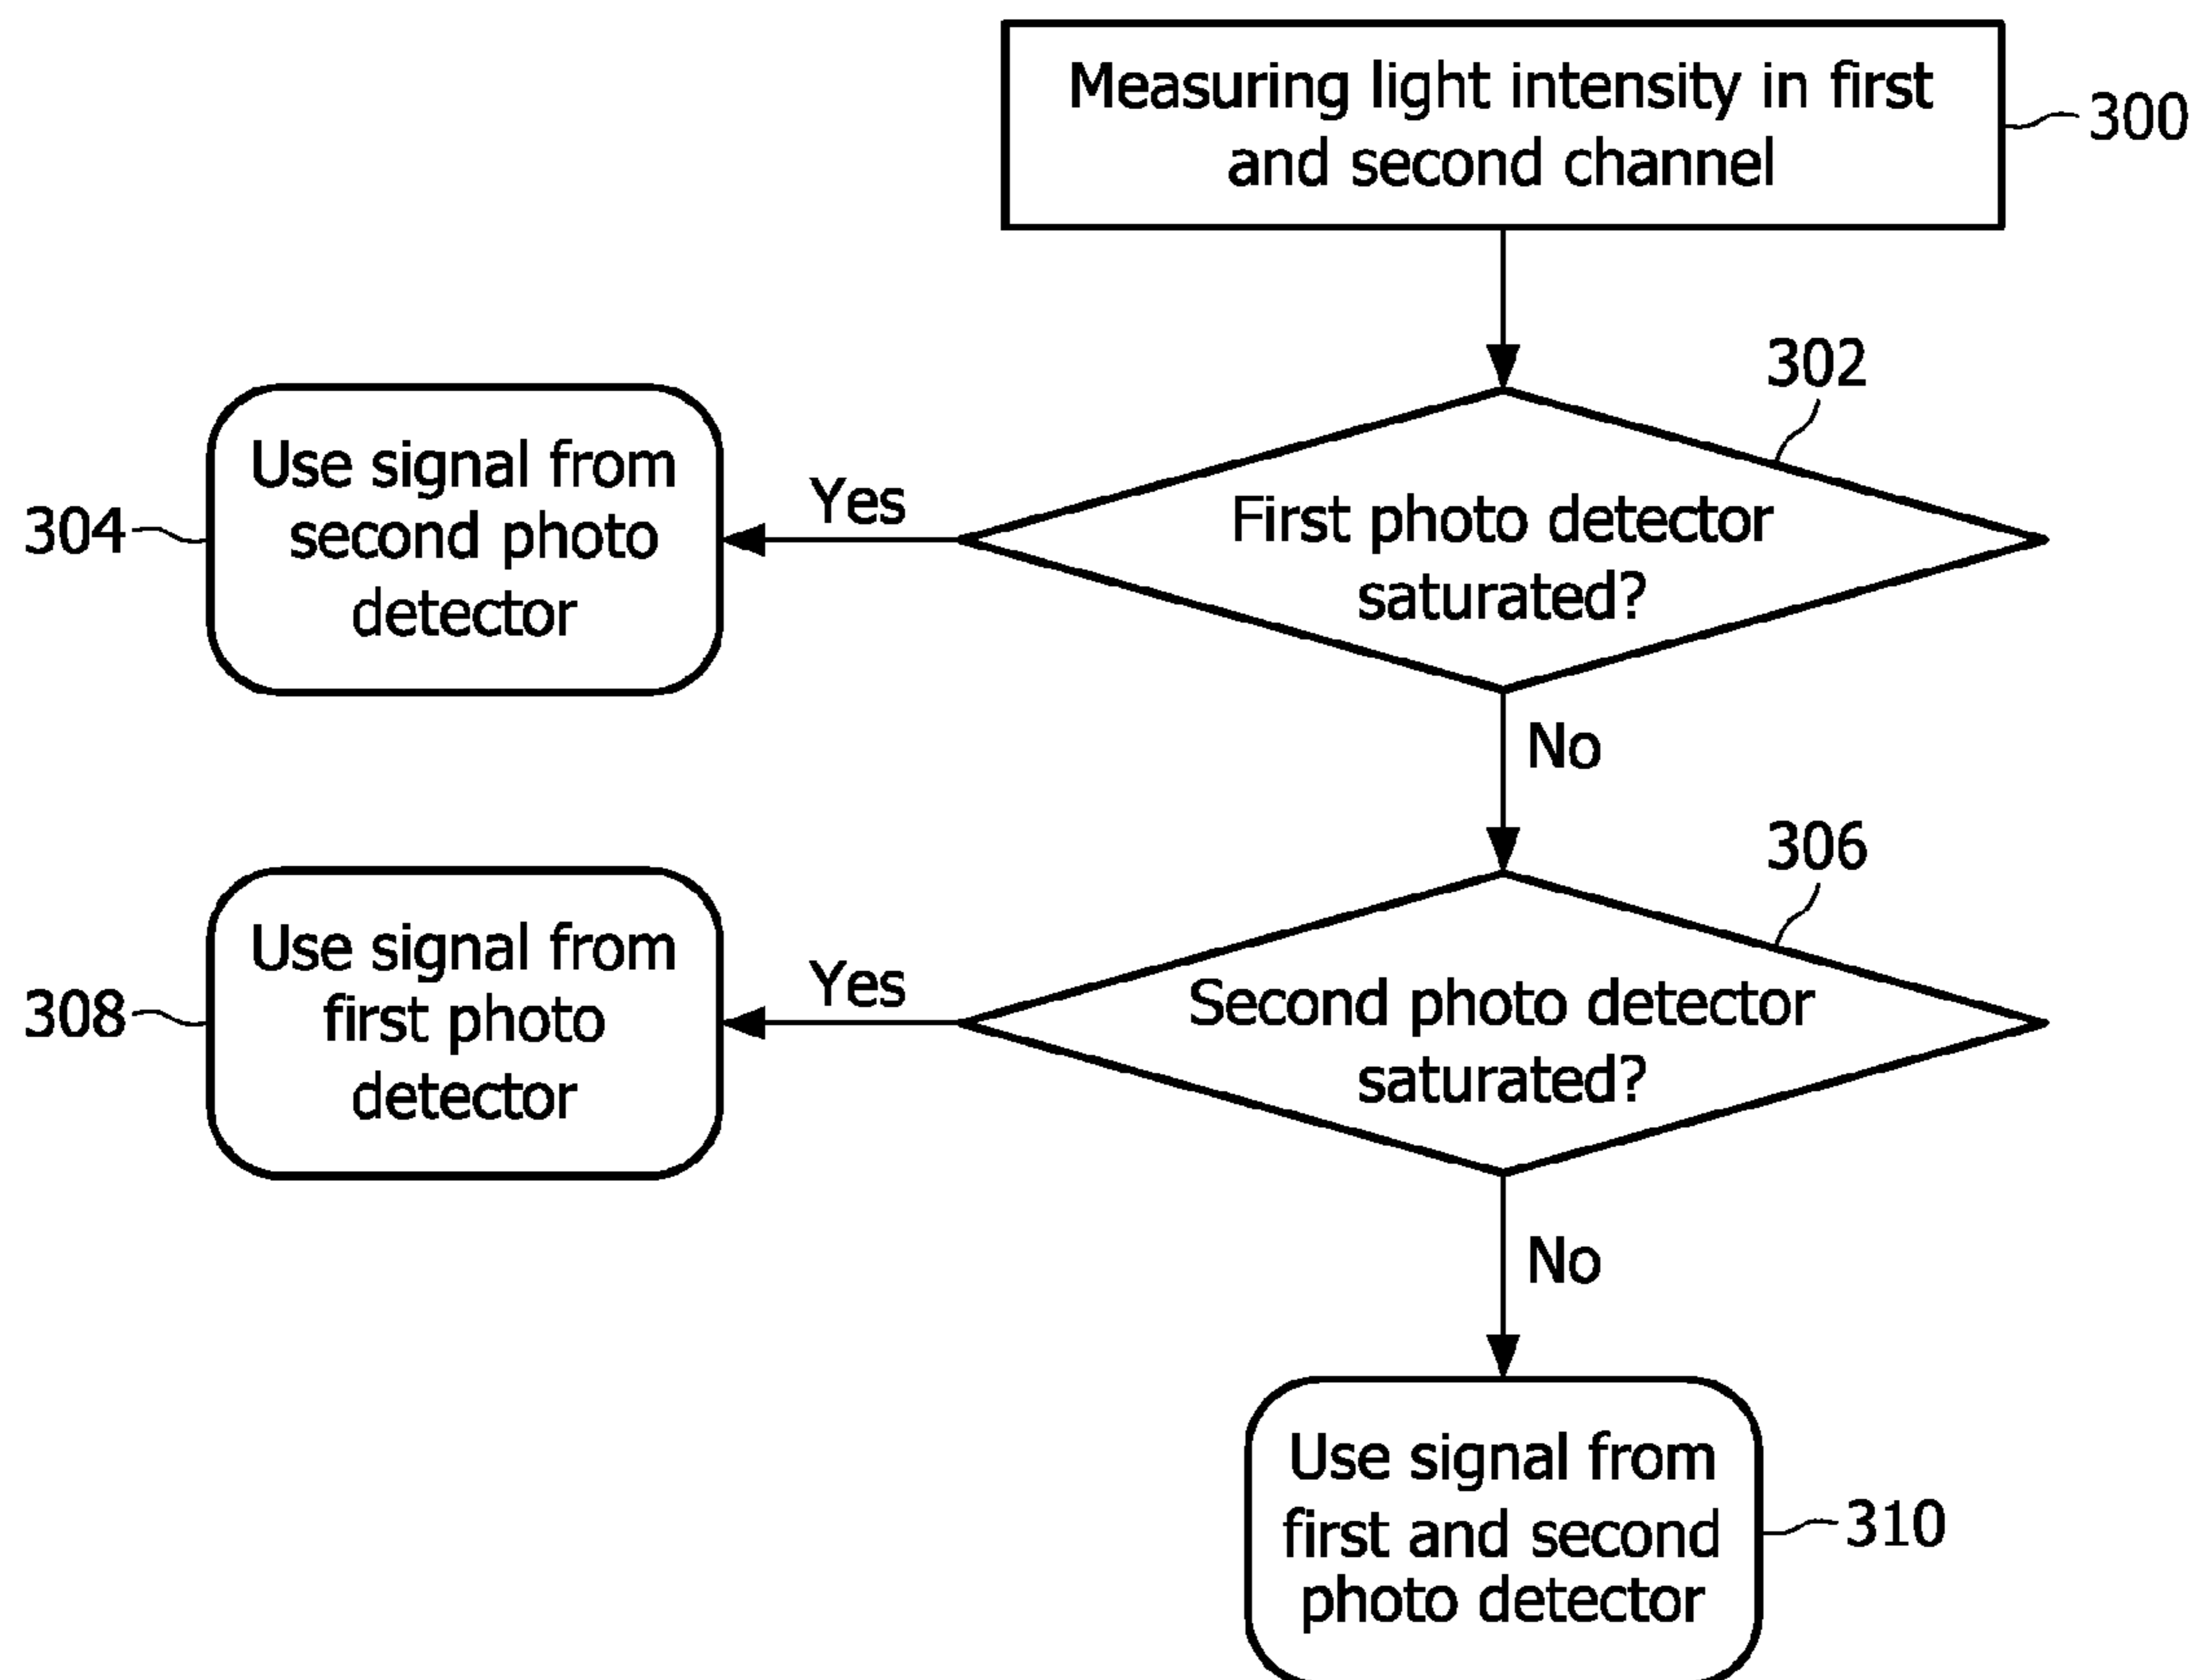 Measuring light intensity in first
and second channel
300
302
First photo detector
saturated?
Yes
Use signal from
second photo
detector
304
No
306
Second photo detector
saturated?
Yes
Use signal from
first photo
detector
308
No
Use signal from
first and second
photo detector
310